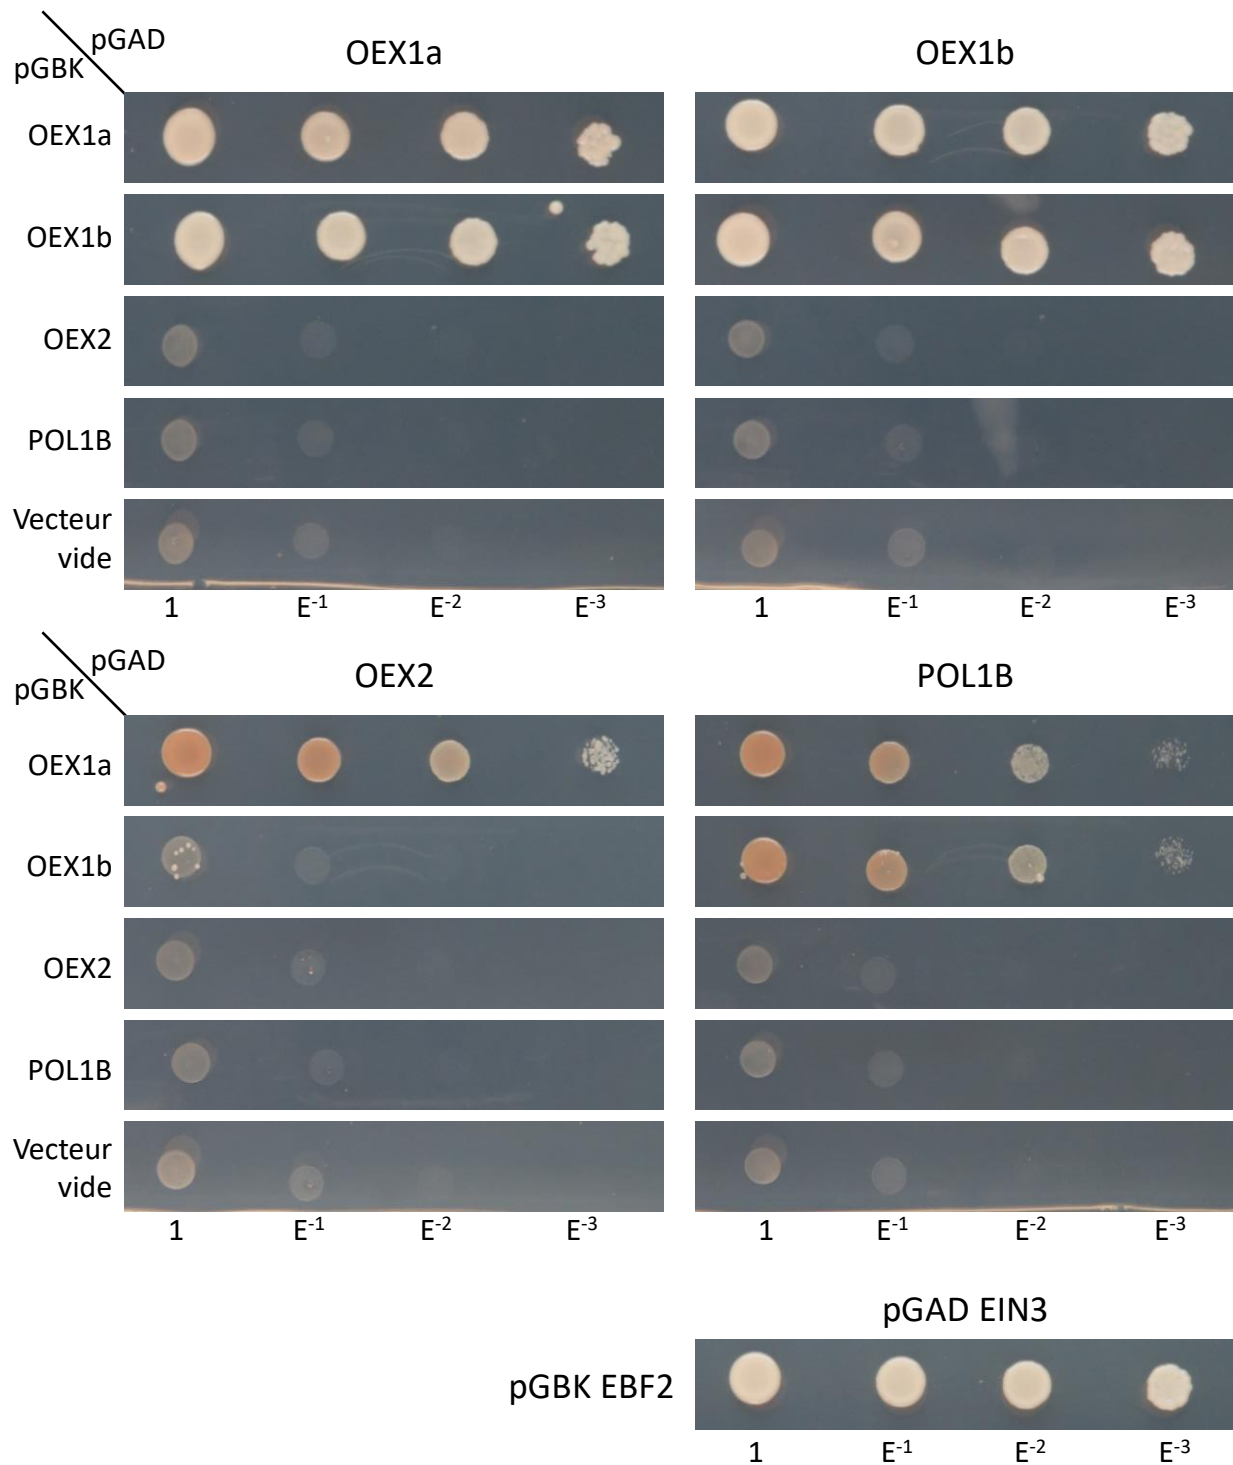 pGAD
pGBK
OEX1a
OEX1b
OEX1a
OEX1b
OEX2
POL1B
Vecteur
vide
1 E⁻¹ E⁻² E⁻³
1 E⁻¹ E⁻² E⁻³
pGAD
pGBK
OEX2
POL1B
OEX1a
OEX1b
OEX2
POL1B
Vecteur
vide
1 E⁻¹ E⁻² E⁻³
1 E⁻¹ E⁻² E⁻³
pGAD EIN3
pGBK EBF2
1 E⁻¹ E⁻² E⁻³